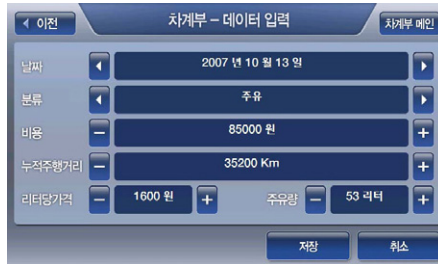 이전 차계부 – 데이터 입력 차계부 메인
날짜 2007 년 10 월 13 일
분류 주유
비용 85000 원
누적주행거리 35200 Km
리터당가격 1600 원 주유량 53 리터
저장 취소